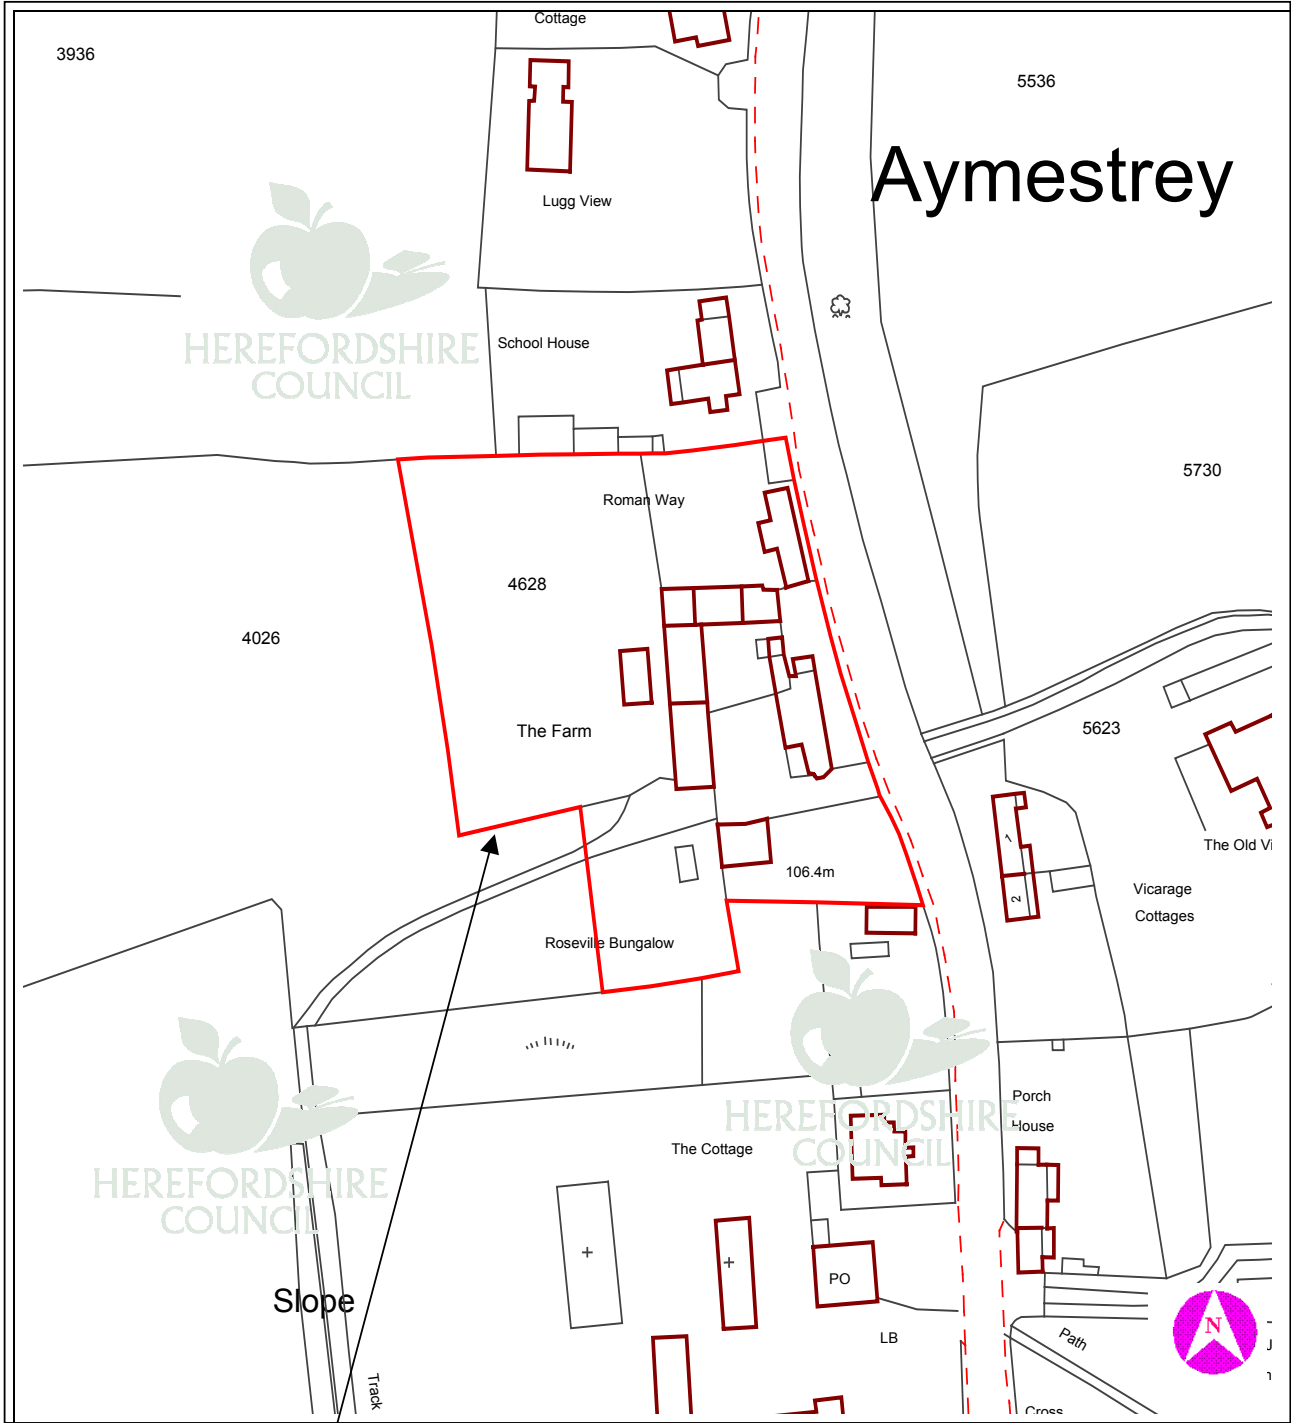 Cottage
3936
5536
Aymestrey
Lugg View
HEREFORDSHIRE
COUNCIL
School House
5730
Roman Way
4628
4026
The Farm
5623
The Old Vi
1
106.4m
Vicarage
2
Cottages
Roseville Bungalow
Porch
House
HEREFORDSHIRE
COUNCIL
The Cottage
HEREFORDSHIRE
COUNCIL
PO
Slope
N
LB
Path
Track
Cross